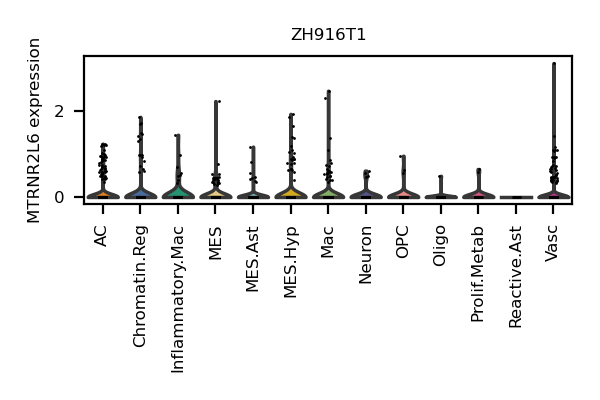 ZH916T1
MTRNR2L6 expression
2
0
AC
Chromatin.Reg
Inflammatory.Mac
MES
MES.Ast
MES.Hyp
Mac
Neuron
OPC
Oligo
Prolif.Metab
Reactive.Ast
Vasc